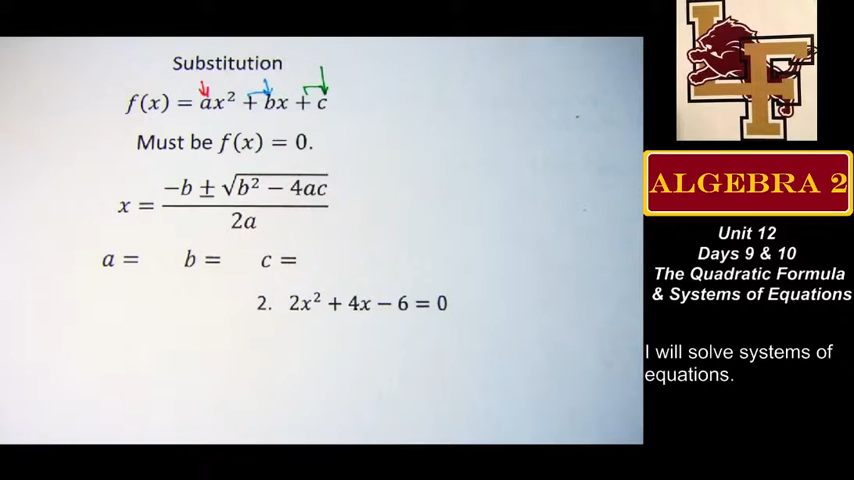 Substitution
f(x) = ax² + bx + c
Must be f(x) = 0.
x = (−b ± √(b² − 4ac)) / 2a
a = b = c =
2. 2x² + 4x − 6 = 0
LF
ALGEBRA 2
Unit 12
Days 9 & 10
The Quadratic Formula
& Systems of Equations
I will solve systems of
equations.